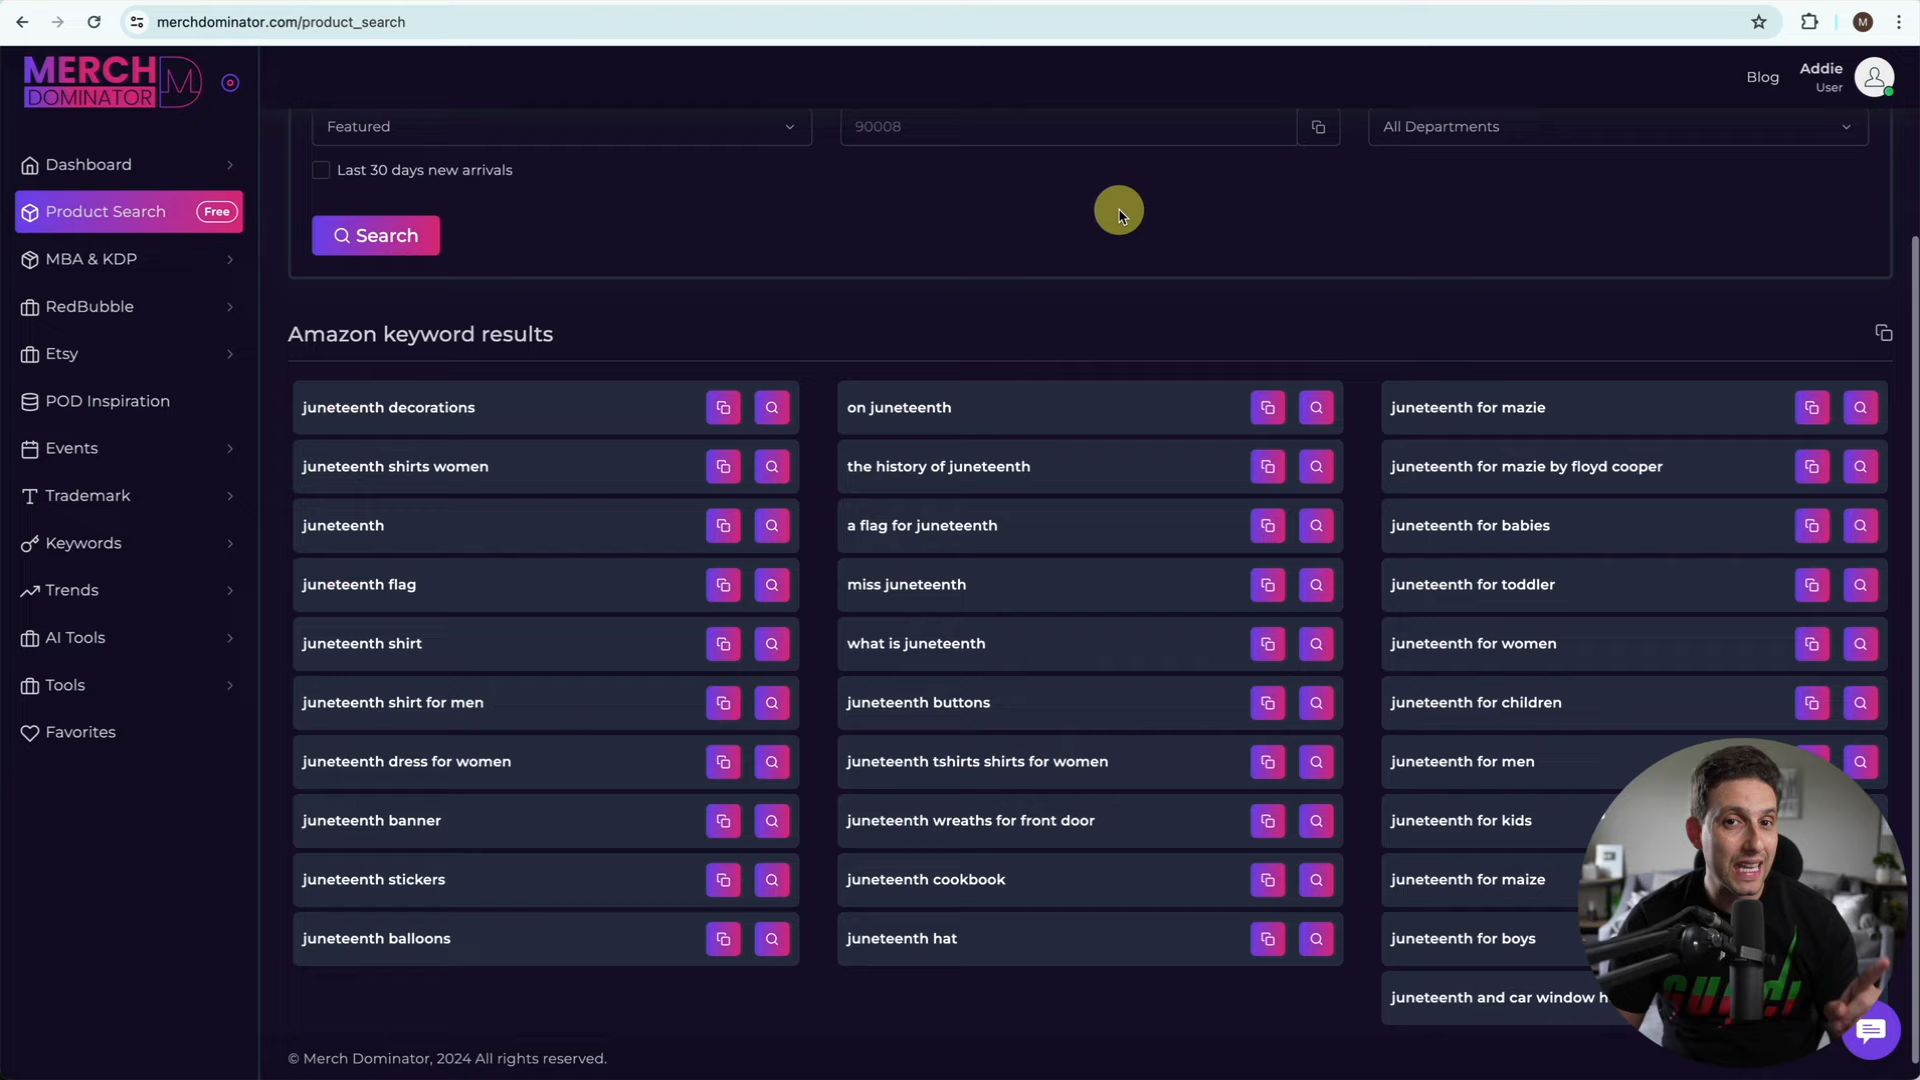 merchdominator.com/product_search
M
MERCH
DOMINATOR
Blog
Addie
User
Dashboard
Product Search
Free
MBA & KDP
RedBubble
Etsy
POD Inspiration
Events
Trademark
Keywords
Trends
AI Tools
Tools
Favorites
Featured
90008
All Departments
Last 30 days new arrivals
Search
Amazon keyword results
juneteenth decorations
juneteenth shirts women
juneteenth
juneteenth flag
juneteenth shirt
juneteenth shirt for men
juneteenth dress for women
juneteenth banner
juneteenth stickers
juneteenth balloons
on juneteenth
the history of juneteenth
a flag for juneteenth
miss juneteenth
what is juneteenth
juneteenth buttons
juneteenth tshirts shirts for women
juneteenth wreaths for front door
juneteenth cookbook
juneteenth hat
juneteenth for mazie
juneteenth for mazie by floyd cooper
juneteenth for babies
juneteenth for toddler
juneteenth for women
juneteenth for children
juneteenth for men
juneteenth for kids
juneteenth for maize
juneteenth for boys
juneteenth and car window h
© Merch Dominator, 2024 All rights reserved.